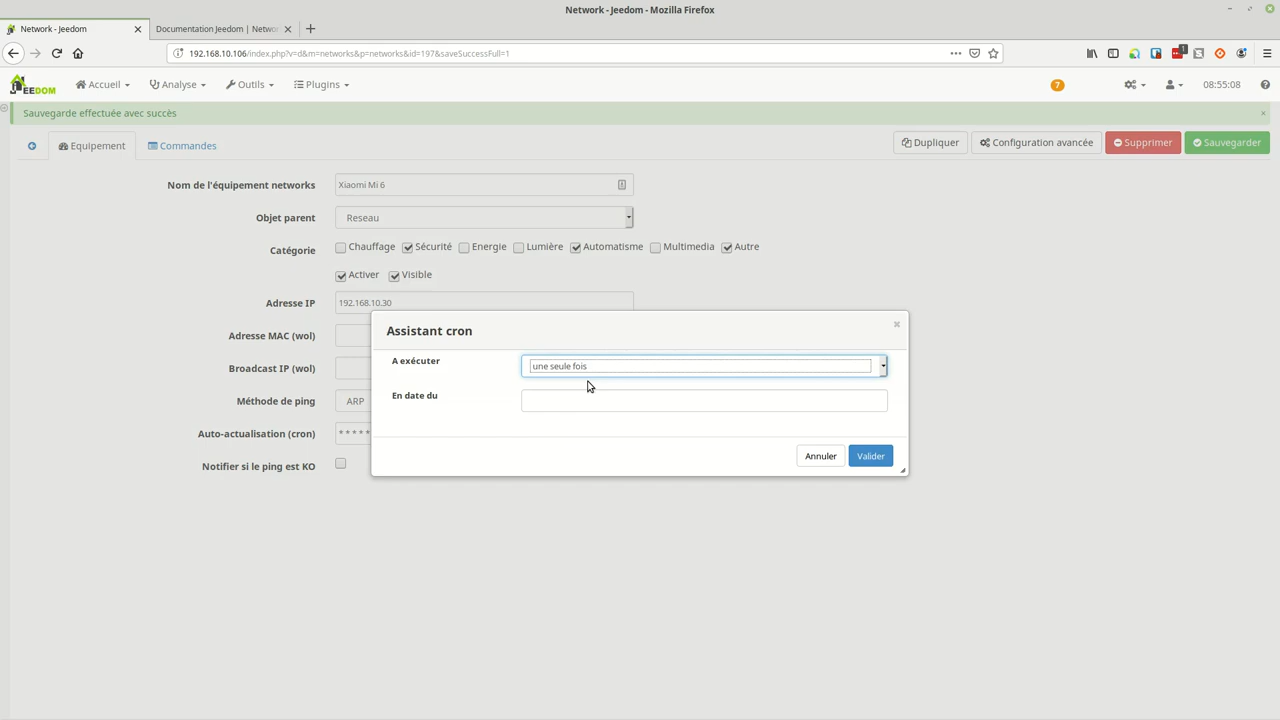 Network - Jeedom - Mozilla Firefox
Network - Jeedom
Documentation Jeedom | Networ
192.168.10.106/index.php?v=d&m=networks&p=networks&id=197&saveSuccessFull=1
1
JEEDOM
Accueil
Analyse
Outils
Plugins
7
08:55:08
Sauvegarde effectuée avec succès
Equipement
Commandes
Dupliquer
Configuration avancée
Supprimer
Sauvegarder
Nom de l'équipement networks
Xiaomi Mi 6
Objet parent
Reseau
Catégorie
Chauffage
Sécurité
Energie
Lumière
Automatisme
Multimedia
Autre
Activer
Visible
Adresse IP
192.168.10.30
Adresse MAC (wol)
Broadcast IP (wol)
Méthode de ping
ARP
Auto-actualisation (cron)
* * * * *
Notifier si le ping est KO
Assistant cron
A exécuter
une seule fois
En date du
Annuler
Valider